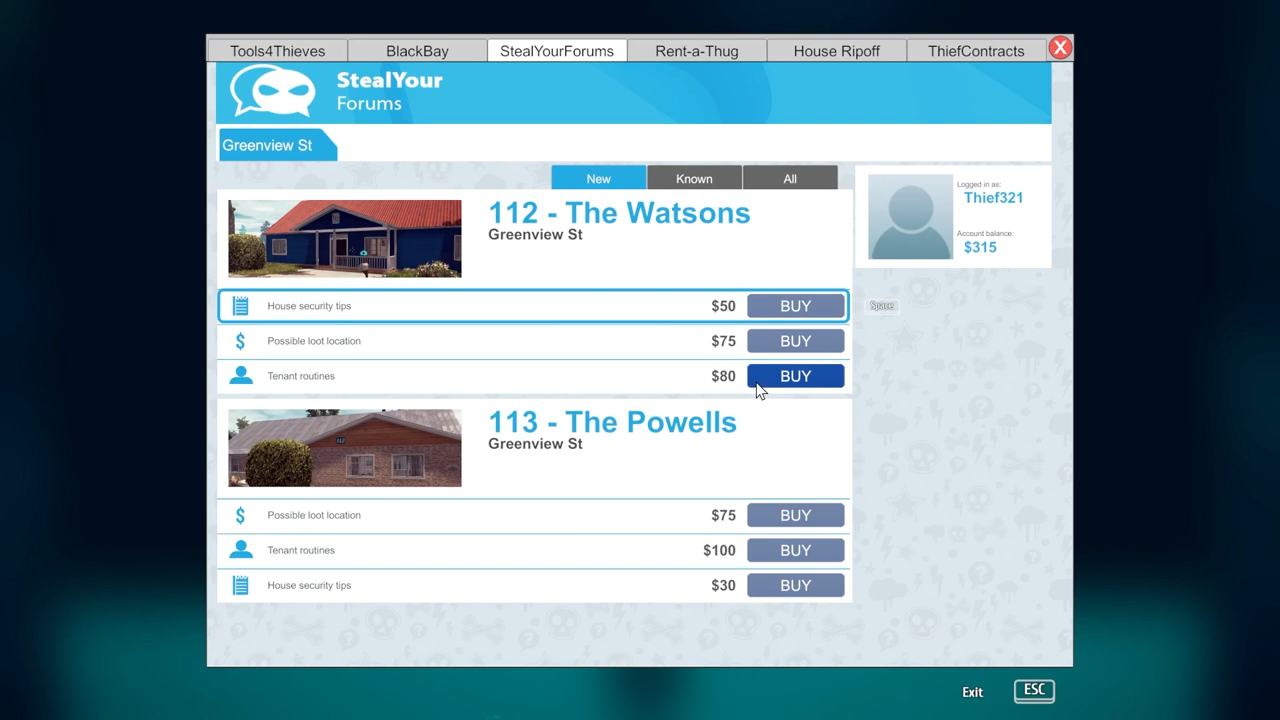 Tools4Thieves BlackBay StealYourForums Rent-a-Thug House Ripoff ThiefContracts X
StealYour
Forums
Greenview St
New Known All
Logged in as:
Thief321
Account balance:
$315
112 - The Watsons
Greenview St
House security tips $50 BUY Space
Possible loot location $75 BUY
Tenant routines $80 BUY
113 - The Powells
Greenview St
Possible loot location $75 BUY
Tenant routines $100 BUY
House security tips $30 BUY
Exit ESC